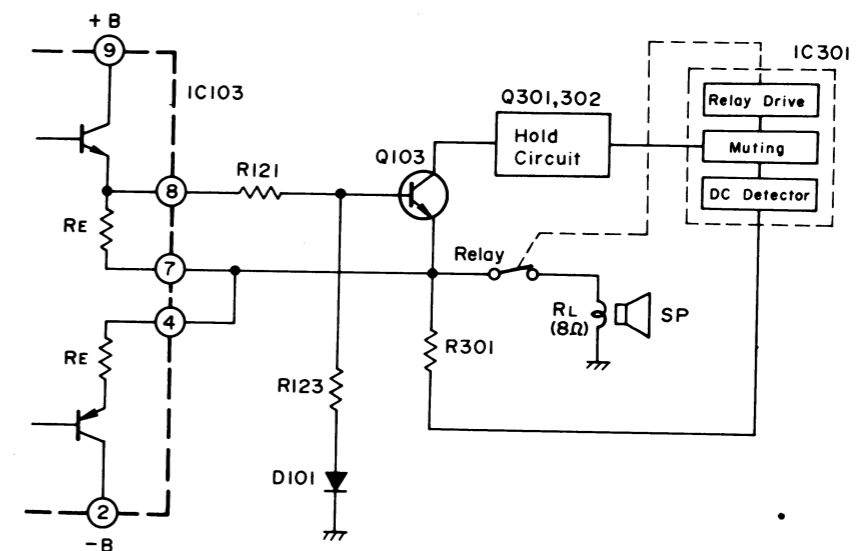 +B
9
IC103
IC301
Relay Drive
Q301,302
Hold
Circuit
Muting
Q103
R121
8
DC Detector
RE
Relay
7
RL
(8Ω)
SP
4
RE
R301
R123
D101
2
-B